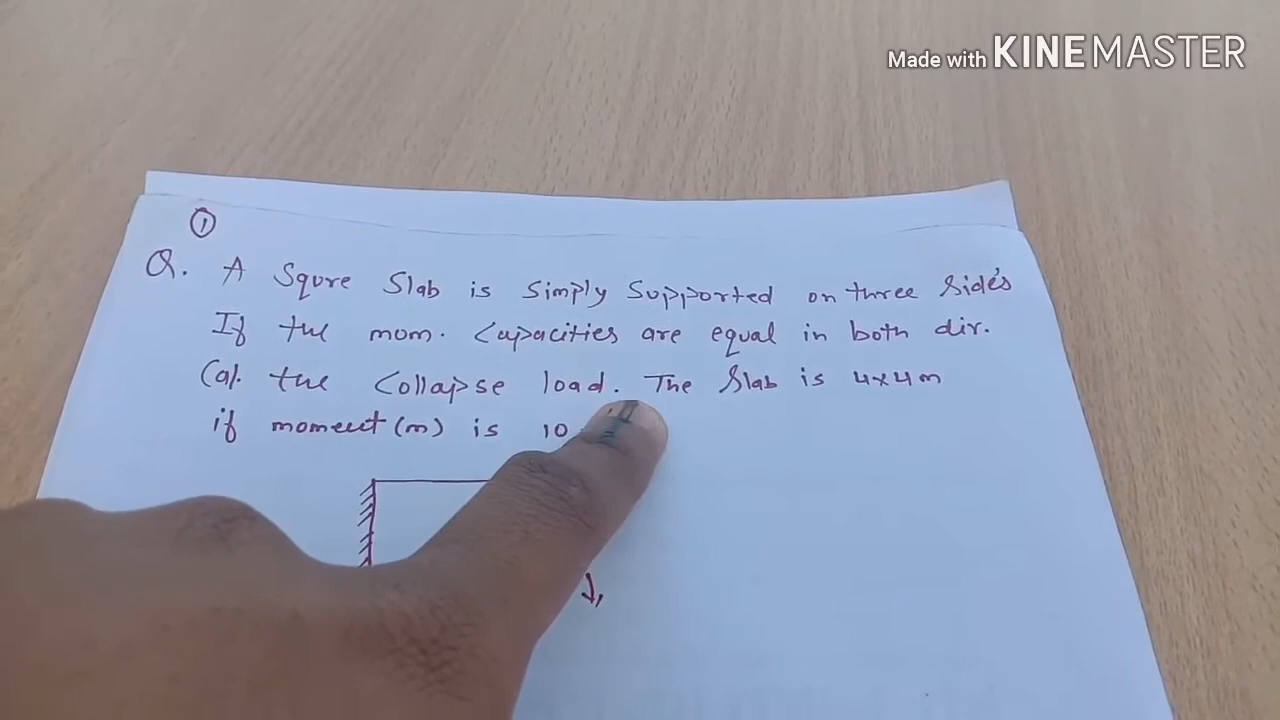 Made with KINEMASTER
1
Q. A Squre Slab is Simply Supported on three Side's
If the mom. Capacities are equal in both dir.
Cal. the Collapse load. The Slab is 4x4m
if moment (m) is 10